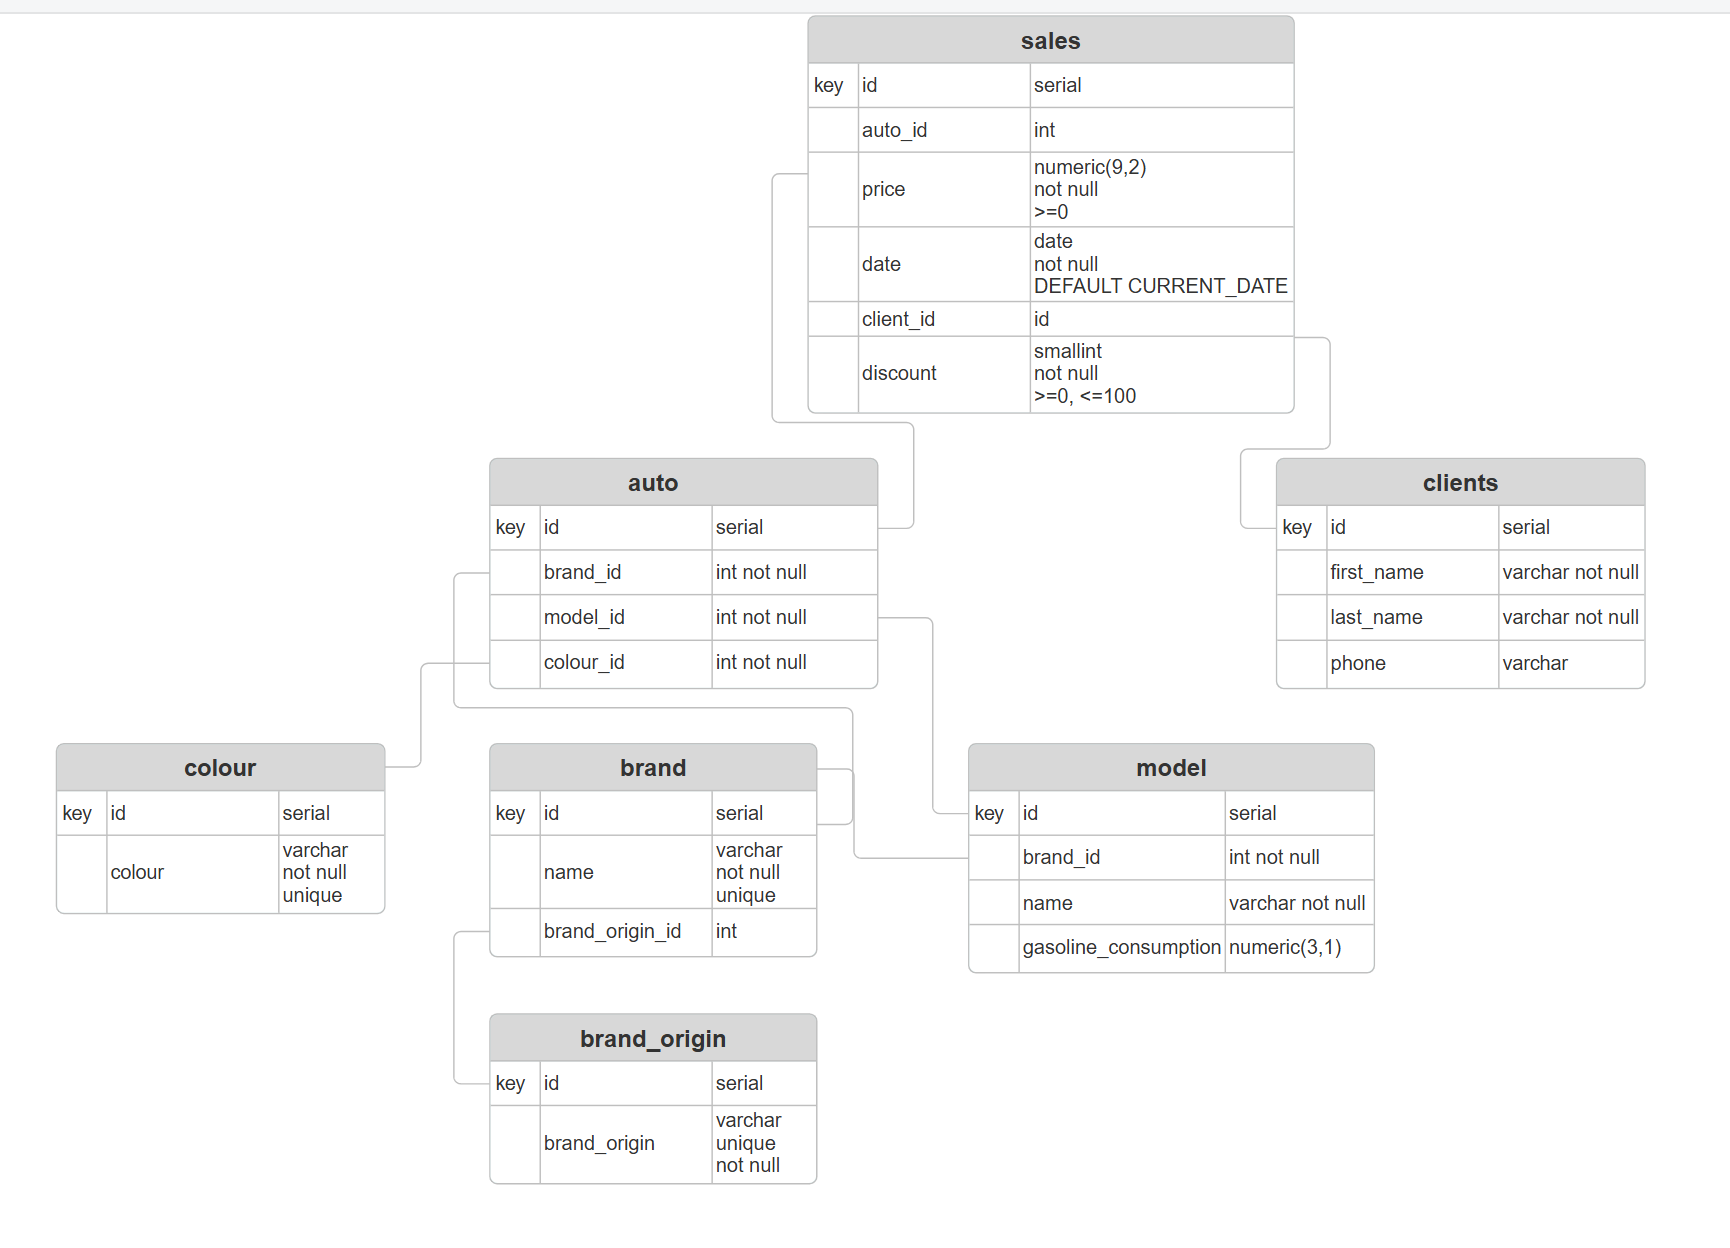 sales
key id serial
auto_id int
price numeric(9,2)
not null
>=0
date date
not null
DEFAULT CURRENT_DATE
client_id id
discount smallint
not null
>=0, <=100
auto
key id serial
brand_id int not null
model_id int not null
colour_id int not null
clients
key id serial
first_name varchar not null
last_name varchar not null
phone varchar
colour
key id serial
colour varchar
not null
unique
brand
key id serial
name varchar
not null
unique
brand_origin_id int
model
key id serial
brand_id int not null
name varchar not null
gasoline_consumption numeric(3,1)
brand_origin
key id serial
brand_origin varchar
unique
not null